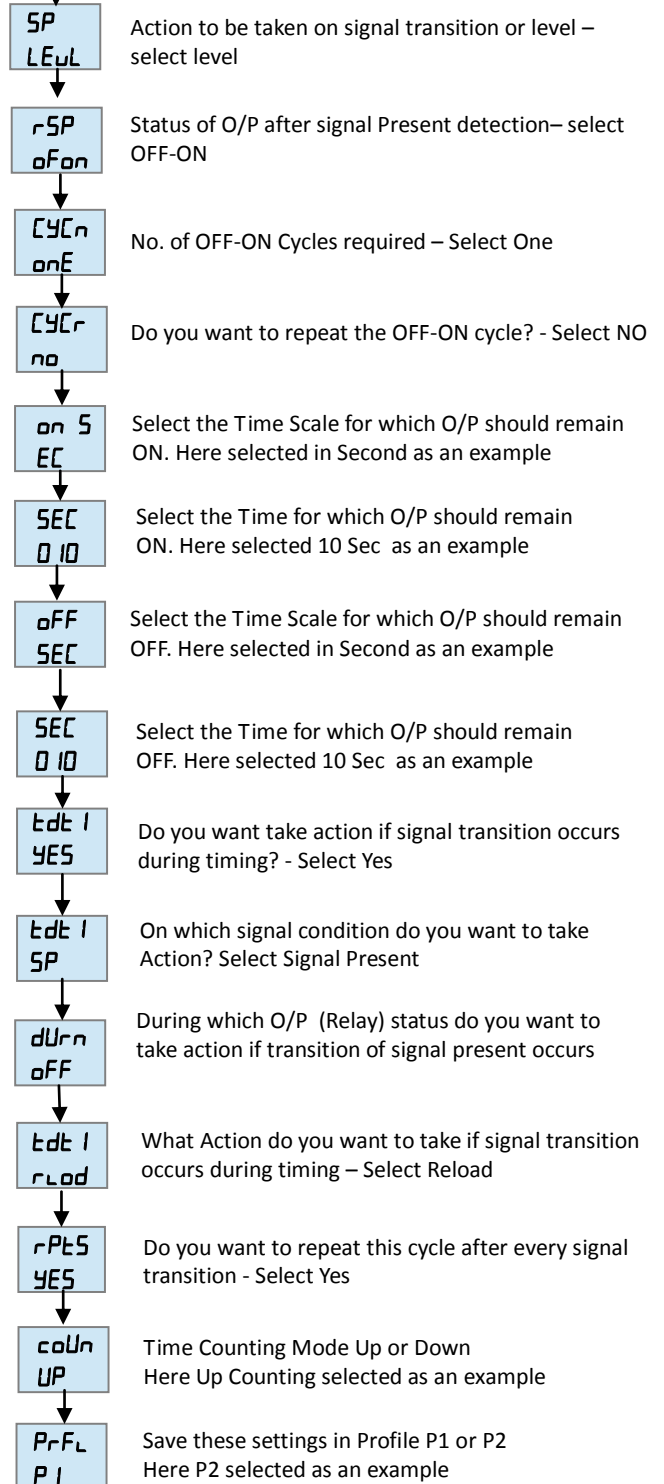 SP
LEvL
Action to be taken on signal transition or level –
select level
rSP
oFon
Status of O/P after signal Present detection– select
OFF-ON
CYCn
onE
No. of OFF-ON Cycles required – Select One
CYCr
no
Do you want to repeat the OFF-ON cycle? - Select NO
on S
EC
Select the Time Scale for which O/P should remain
ON. Here selected in Second as an example
SEC
010
Select the Time for which O/P should remain
ON. Here selected 10 Sec as an example
oFF
SEC
Select the Time Scale for which O/P should remain
OFF. Here selected in Second as an example
SEC
010
Select the Time for which O/P should remain
OFF. Here selected 10 Sec as an example
tdt1
YES
Do you want take action if signal transition occurs
during timing? - Select Yes
tdt1
SP
On which signal condition do you want to take
Action? Select Signal Present
dUrn
oFF
During which O/P (Relay) status do you want to
take action if transition of signal present occurs
tdt1
rLod
What Action do you want to take if signal transition
occurs during timing – Select Reload
rPtS
YES
Do you want to repeat this cycle after every signal
transition - Select Yes
coUn
UP
Time Counting Mode Up or Down
Here Up Counting selected as an example
PrFL
P1
Save these settings in Profile P1 or P2
Here P2 selected as an example